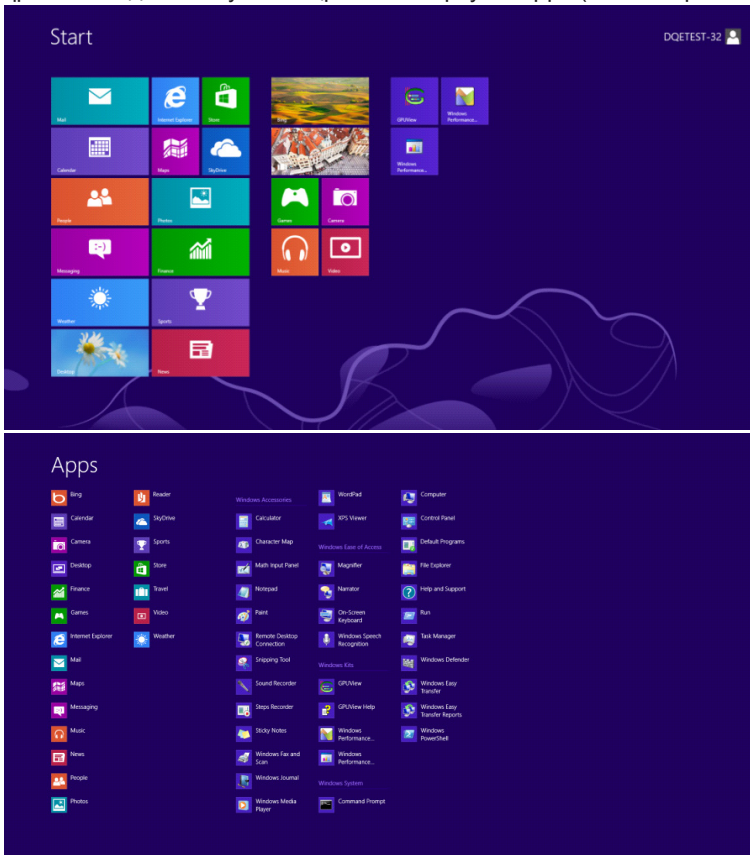 Start
DQETEST-32
Mail
Internet Explorer
Store
Bing
GPUView
Windows Performance...
Calendar
Maps
SkyDrive
Windows Performance...
People
Photos
Games
Camera
Messaging
Finance
Music
Video
Weather
Sports
Desktop
News
Apps
Bing
Calendar
Camera
Desktop
Finance
Games
Internet Explorer
Mail
Maps
Messaging
Music
News
People
Photos
Reader
SkyDrive
Sports
Store
Travel
Video
Weather
Windows Accessories
Calculator
Character Map
Math Input Panel
Notepad
Paint
Remote Desktop
Connection
Snipping Tool
Sound Recorder
Steps Recorder
Sticky Notes
Windows Fax and
Scan
Windows Journal
Windows Media
Player
WordPad
XPS Viewer
Windows Ease of Access
Magnifier
Narrator
On-Screen
Keyboard
Windows Speech
Recognition
Windows Kits
GPUView
GPUView Help
Windows
Performance...
Windows
Performance...
Windows System
Command Prompt
Computer
Control Panel
Default Programs
File Explorer
Help and Support
Run
Task Manager
Windows Defender
Windows Easy
Transfer
Windows Easy
Transfer Reports
Windows
PowerShell